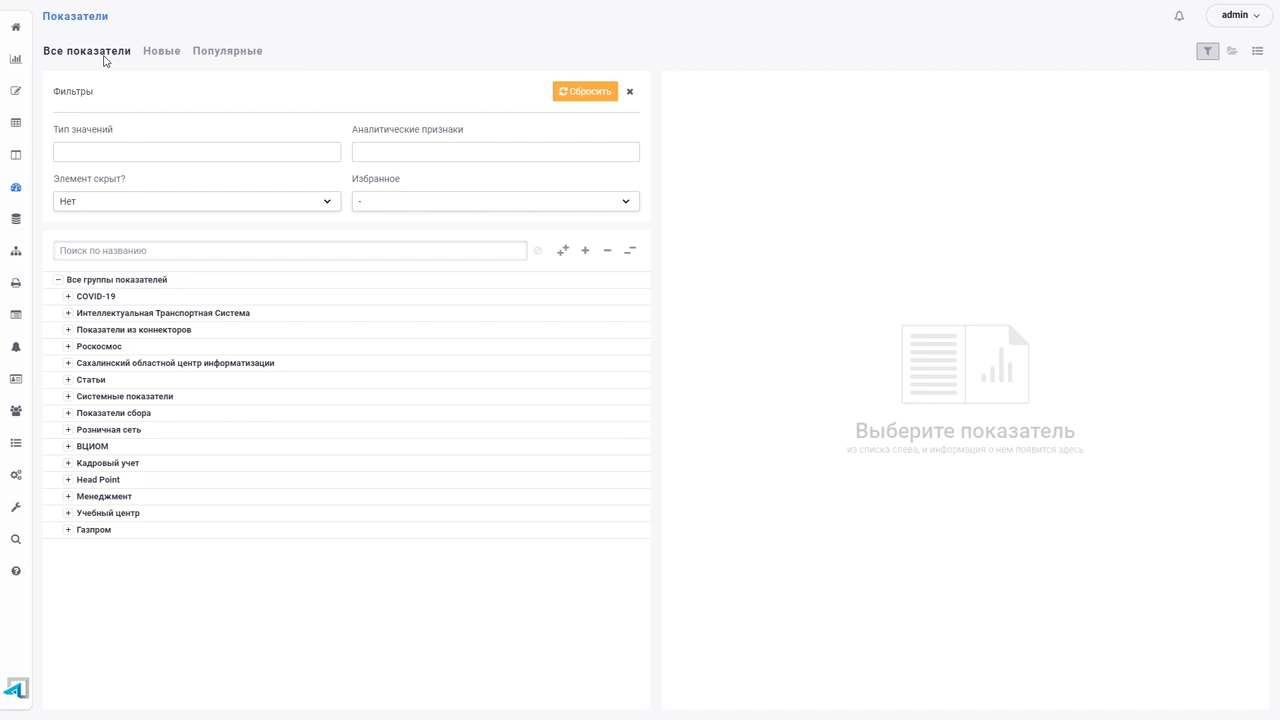 Показатели
admin
Все показатели Новые Популярные
Фильтры
Сбросить
Тип значений
Аналитические признаки
Элемент скрыт?
Избранное
Нет
-
Поиск по названию
Все группы показателей
COVID-19
Интеллектуальная Транспортная Система
Показатели из коннекторов
Роскосмос
Сахалинский областной центр информатизации
Статьи
Системные показатели
Показатели сбора
Розничная сеть
ВЦИОМ
Кадровый учет
Head Point
Менеджмент
Учебный центр
Газпром
Выберите показатель
из списка слева, и информация о нем появится здесь